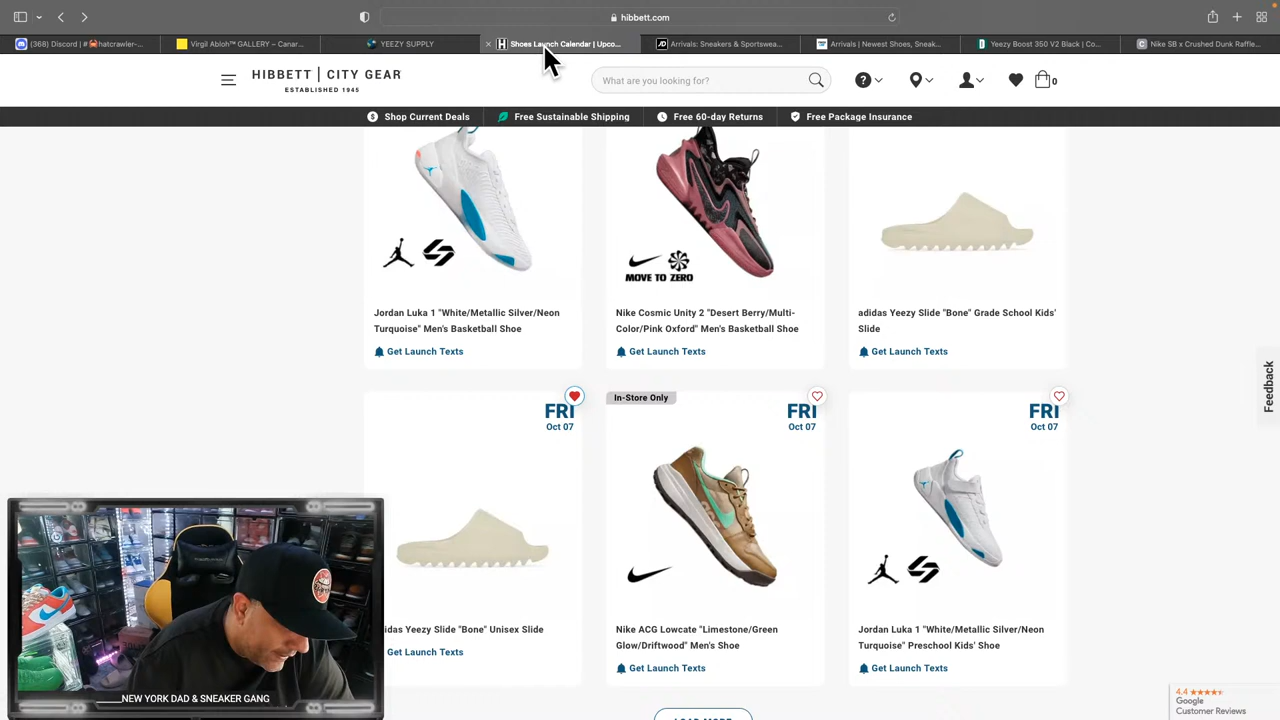 hibbett.com
(368) Discord | #🦀hatcrawler-...
Virgil Abloh™ GALLERY – Canar...
YEEZY SUPPLY
Shoes Launch Calendar | Upco...
Arrivals: Sneakers & Sportswea...
Arrivals | Newest Shoes, Sneak...
Yeezy Boost 350 V2 Black | Co...
Nike SB x Crushed Dunk Raffle...
HIBBETT | CITY GEAR
ESTABLISHED 1945
What are you looking for?
0
Shop Current Deals
Free Sustainable Shipping
Free 60-day Returns
Free Package Insurance
MOVE TO ZERO
Jordan Luka 1 "White/Metallic Silver/Neon
Turquoise" Men's Basketball Shoe
Get Launch Texts
Nike Cosmic Unity 2 "Desert Berry/Multi-
Color/Pink Oxford" Men's Basketball Shoe
Get Launch Texts
adidas Yeezy Slide "Bone" Grade School Kids'
Slide
Get Launch Texts
FRI
Oct 07
idas Yeezy Slide "Bone" Unisex Slide
Get Launch Texts
In-Store Only
FRI
Oct 07
Nike ACG Lowcate "Limestone/Green
Glow/Driftwood" Men's Shoe
Get Launch Texts
FRI
Oct 07
Jordan Luka 1 "White/Metallic Silver/Neon
Turquoise" Preschool Kids' Shoe
Get Launch Texts
Feedback
NEW YORK DAD & SNEAKER GANG
LOAD MORE
4.4
Google
Customer Reviews